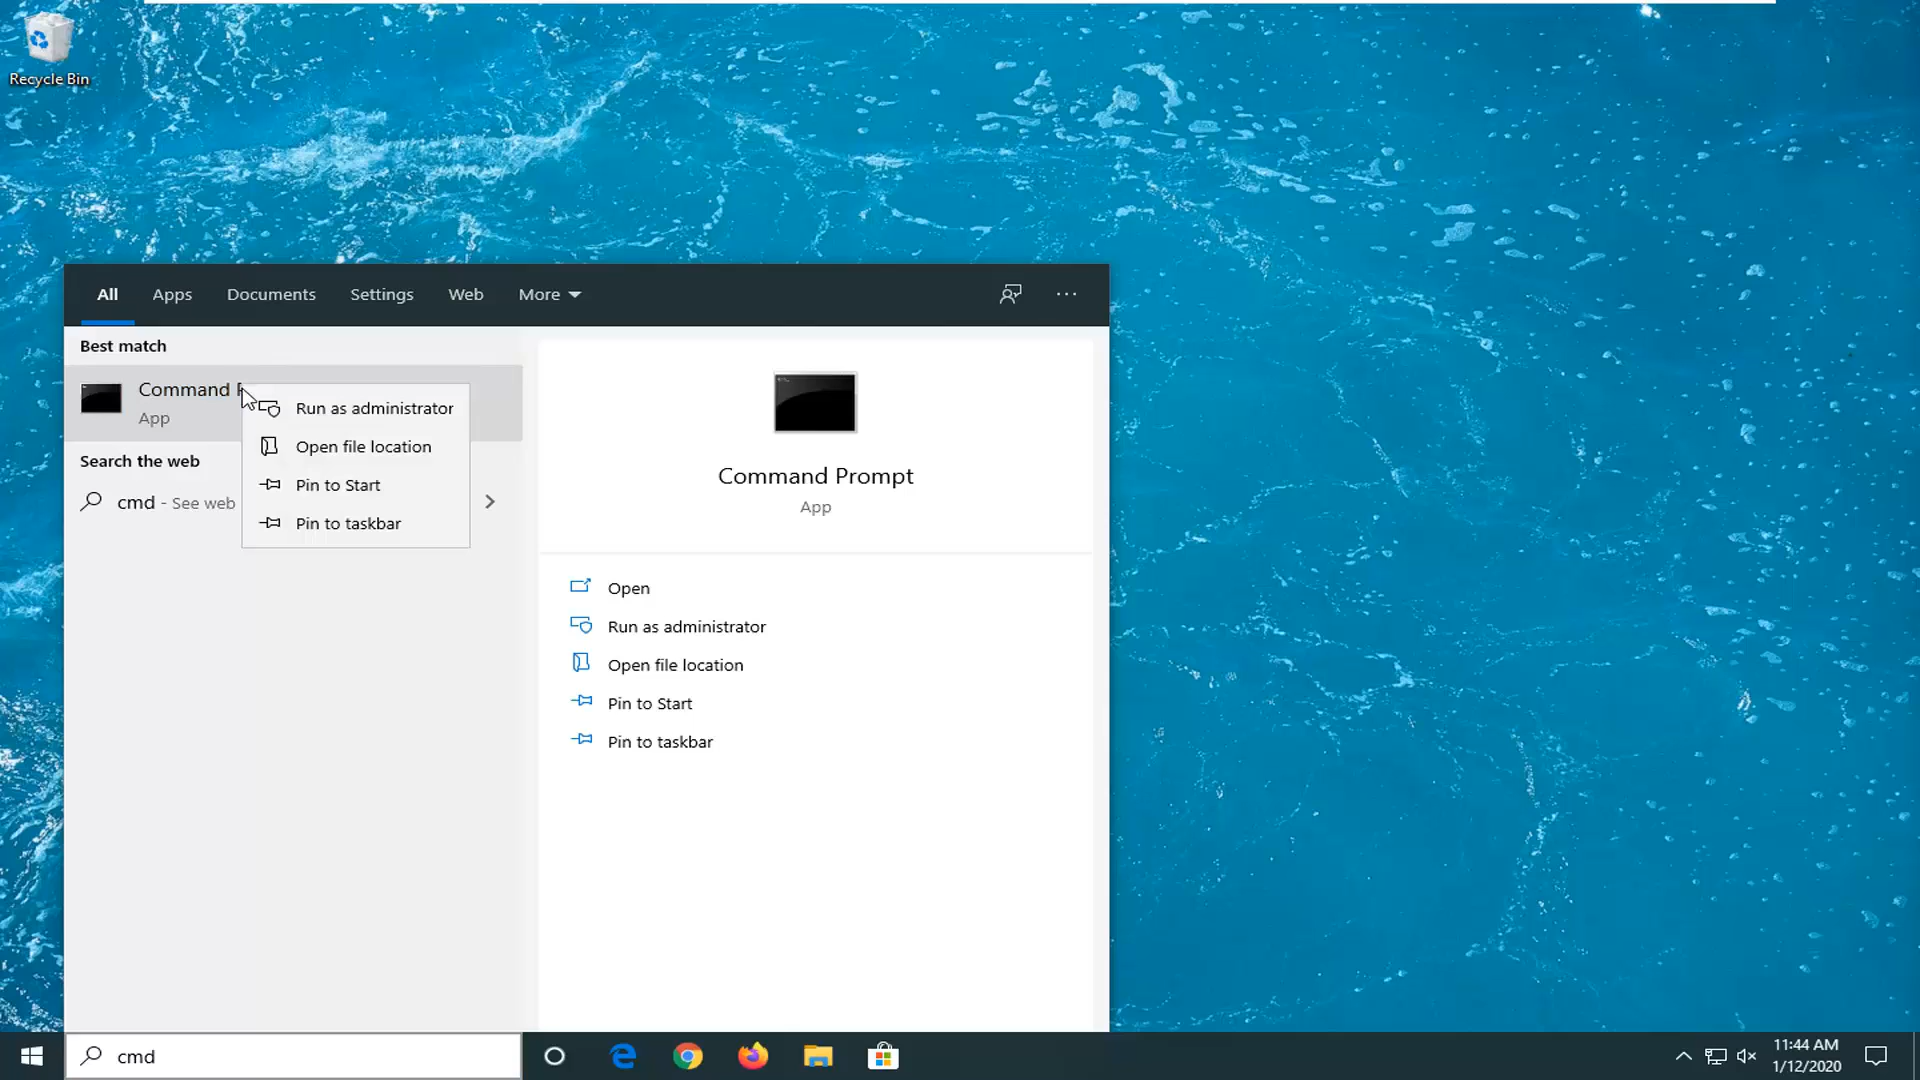 Recycle Bin
All Apps Documents Settings Web More
Best match
Command
App
Search the web
cmd - See web
Run as administrator
Open file location
Pin to Start
Pin to taskbar
Command Prompt
App
Open
Run as administrator
Open file location
Pin to Start
Pin to taskbar
cmd
11:44 AM
1/12/2020